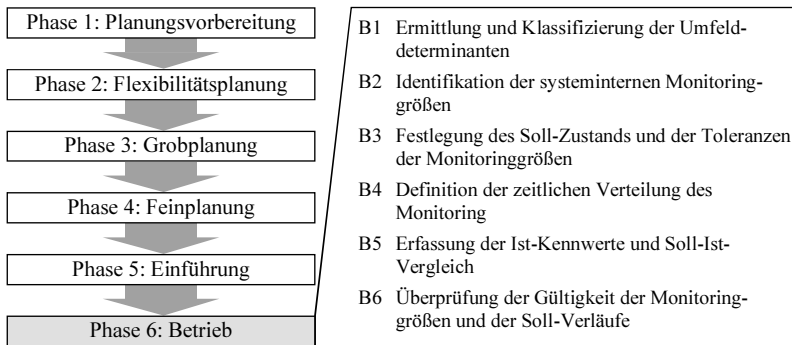 Phase 1: Planungsvorbereitung
Phase 2: Flexibilitätsplanung
Phase 3: Grobplanung
Phase 4: Feinplanung
Phase 5: Einführung
Phase 6: Betrieb
B1 Ermittlung und Klassifizierung der Umfeld-
determinanten
B2 Identifikation der systeminternen Monitoring-
größen
B3 Festlegung des Soll-Zustands und der Toleranzen
der Monitoringgrößen
B4 Definition der zeitlichen Verteilung des
Monitoring
B5 Erfassung der Ist-Kennwerte und Soll-Ist-
Vergleich
B6 Überprüfung der Gültigkeit der Monitoring-
größen und der Soll-Verläufe